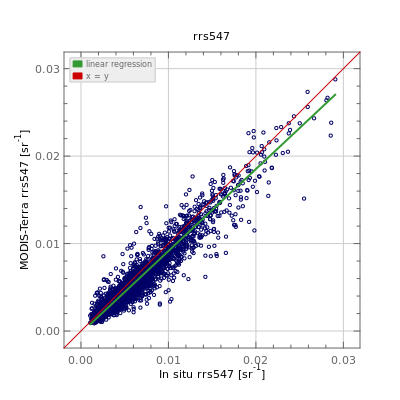 rrs547
0.03
linear regression
x = y
0.02
MODIS-Terra rrs547 [sr-1]
0.01
0.00
0.00 0.01 0.02 0.03
In situ rrs547 [sr-1]